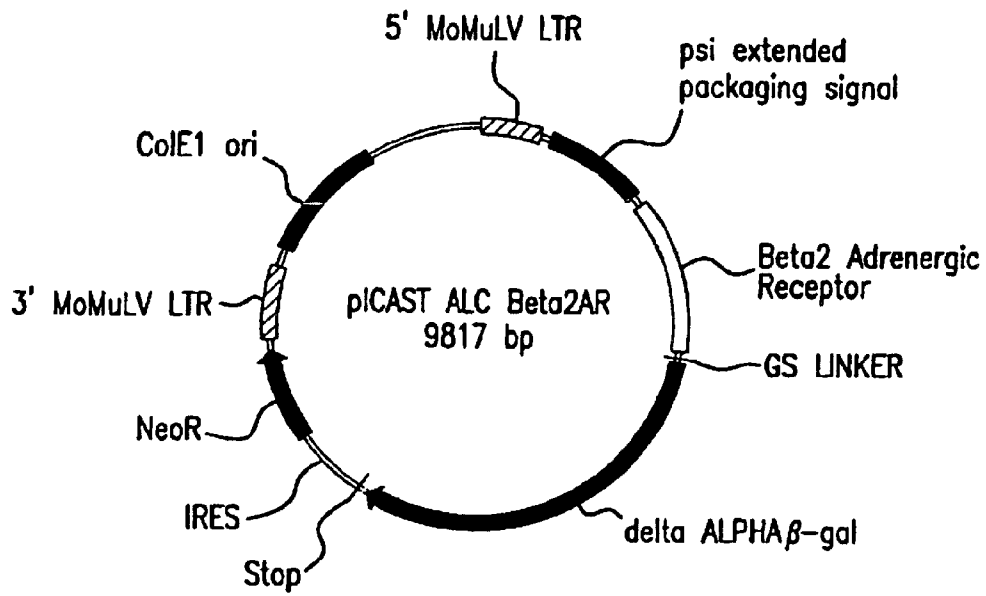 5' MoMuLV LTR
psi extended
packaging signal
ColE1 ori
Beta2 Adrenergic
Receptor
3' MoMuLV LTR
pICAST ALC Beta2AR
9817 bp
GS LINKER
NeoR
IRES
delta ALPHAβ-gal
Stop